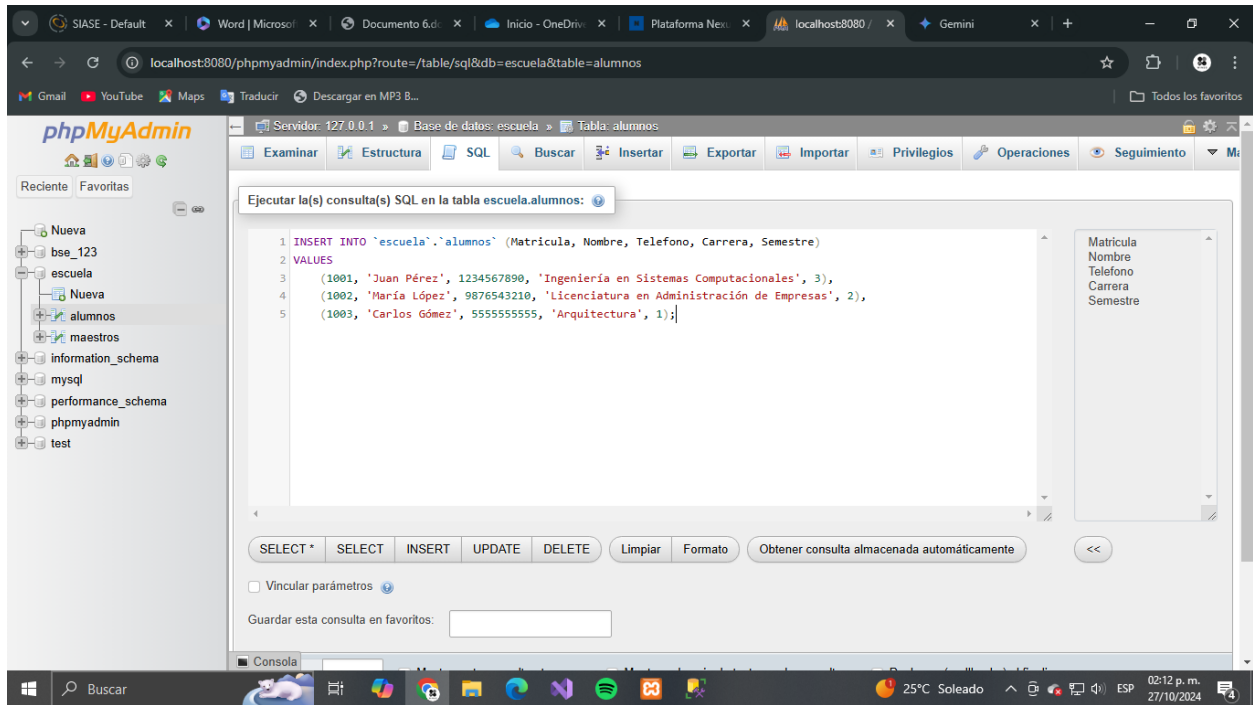 SIASE - Default
Word | Microsof
Documento 6.dc
Inicio - OneDrive
Plataforma Nexu
localhost:8080 /
Gemini
localhost:8080/phpmyadmin/index.php?route=/table/sql&db=escuela&table=alumnos
Gmail
YouTube
Maps
Traducir
Descargar en MP3 B...
Todos los favoritos
phpMyAdmin
Reciente
Favoritas
Nueva
bse_123
escuela
Nueva
alumnos
maestros
information_schema
mysql
performance_schema
phpmyadmin
test
Servidor: 127.0.0.1 » Base de datos: escuela » Tabla: alumnos
Examinar
Estructura
SQL
Buscar
Insertar
Exportar
Importar
Privilegios
Operaciones
Seguimiento
Má
Ejecutar la(s) consulta(s) SQL en la tabla escuela.alumnos:
1 INSERT INTO `escuela`.`alumnos` (Matricula, Nombre, Telefono, Carrera, Semestre)
2 VALUES
3 (1001, 'Juan Pérez', 1234567890, 'Ingeniería en Sistemas Computacionales', 3),
4 (1002, 'María López', 9876543210, 'Licenciatura en Administración de Empresas', 2),
5 (1003, 'Carlos Gómez', 5555555555, 'Arquitectura', 1);
Matricula
Nombre
Telefono
Carrera
Semestre
SELECT *
SELECT
INSERT
UPDATE
DELETE
Limpiar
Formato
Obtener consulta almacenada automáticamente
<<
Vincular parámetros
Guardar esta consulta en favoritos:
Consola
Buscar
25°C Soleado
ESP
02:12 p. m.
27/10/2024
4